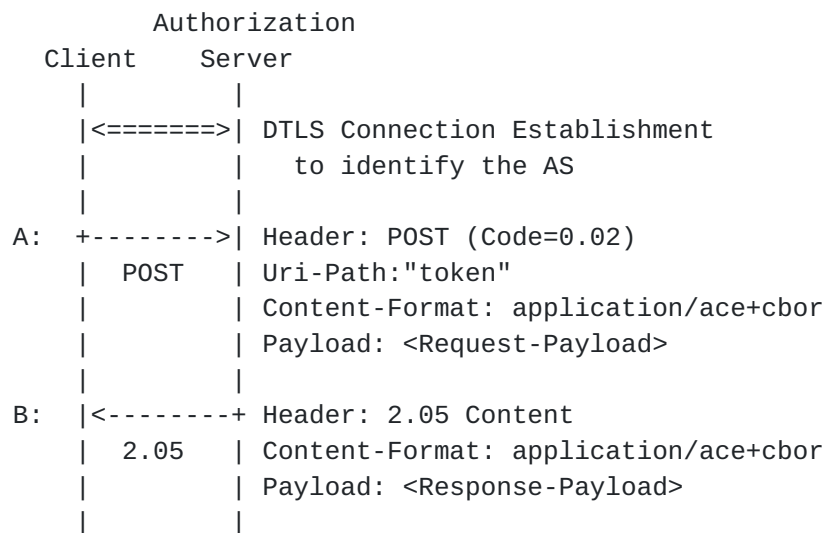 Authorization
Client    Server
|         |
|<=======>| DTLS Connection Establishment
|         |   to identify the AS
|         |
A:  +-------->| Header: POST (Code=0.02)
|  POST   | Uri-Path:"token"
|         | Content-Format: application/ace+cbor
|         | Payload: <Request-Payload>
|         |
B:  |<--------+ Header: 2.05 Content
|  2.05   | Content-Format: application/ace+cbor
|         | Payload: <Response-Payload>
|         |